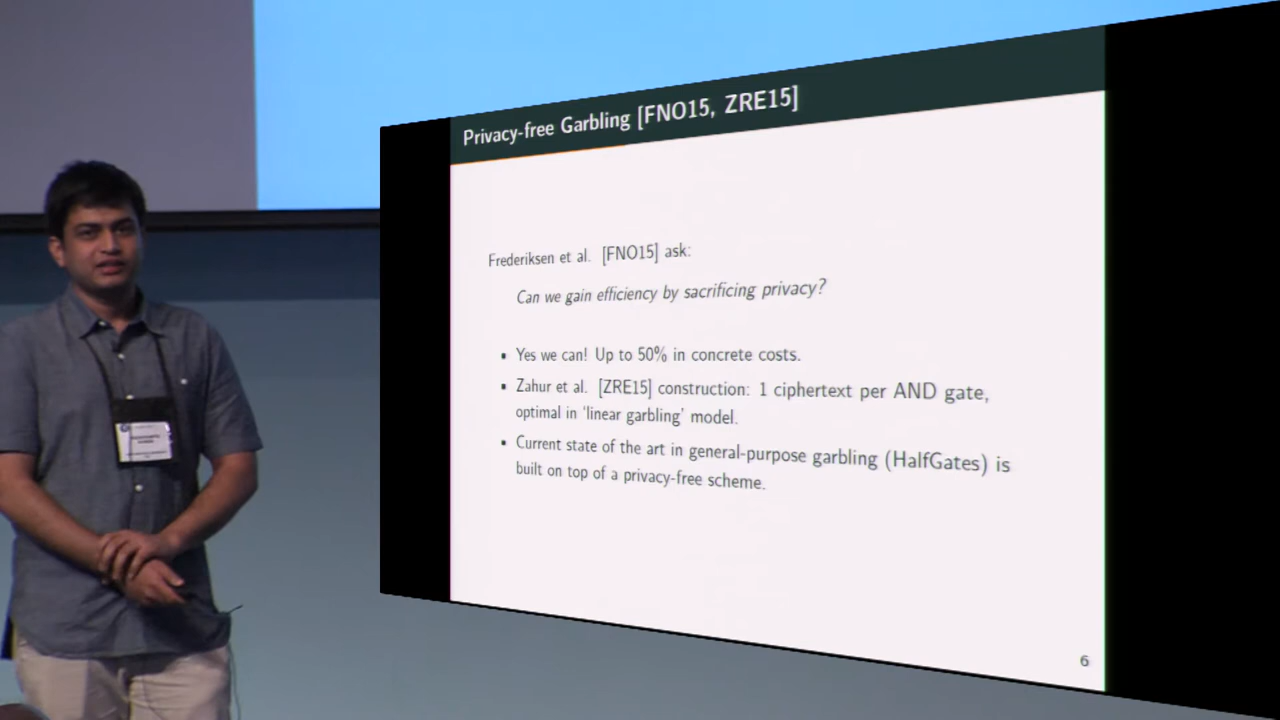 Privacy-free Garbling [FNO15, ZRE15]
Frederiksen et al. [FNO15] ask:
Can we gain efficiency by sacrificing privacy?
▪ Yes we can! Up to 50% in concrete costs.
▪ Zahur et al. [ZRE15] construction: 1 ciphertext per AND gate,
optimal in ‘linear garbling’ model.
▪ Current state of the art in general-purpose garbling (HalfGates) is
built on top of a privacy-free scheme.
6